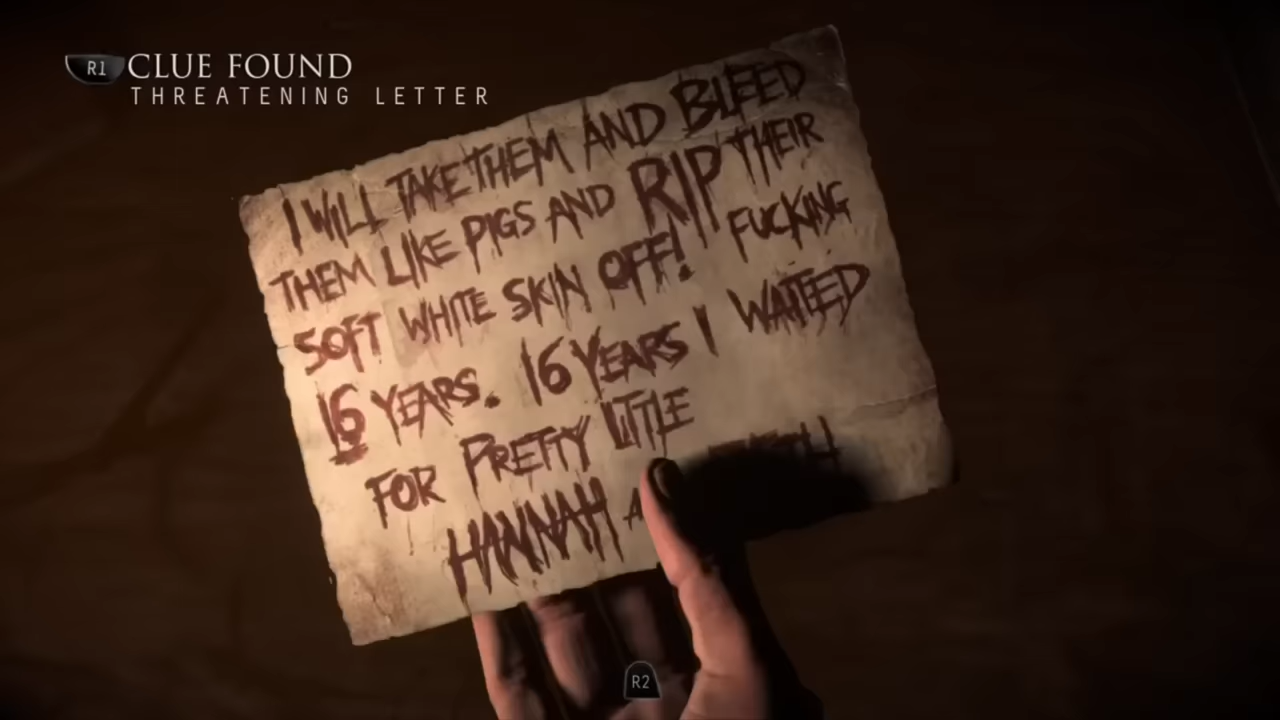 R1 CLUE FOUND
THREATENING LETTER
I WILL TAKE THEM AND BLEED
THEM LIKE PIGS AND RIP THEIR
SOFT WHITE SKIN OFF! FUCKING
16 YEARS. 16 YEARS I WAITED
FOR PRETTY LITTLE
HANNAH
R2